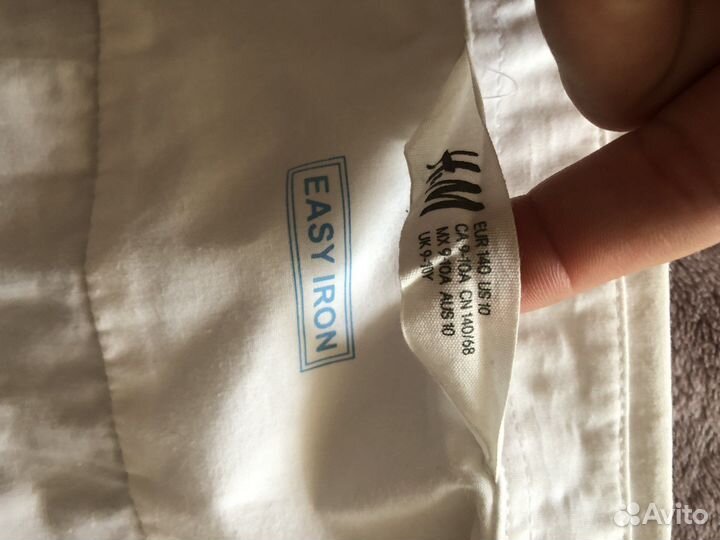 EASY IRON
H&M
EUR 140 US 10
CA 9-10A CN 140/68
MX 9-10A AUS 10
UK 9-10Y
Avito